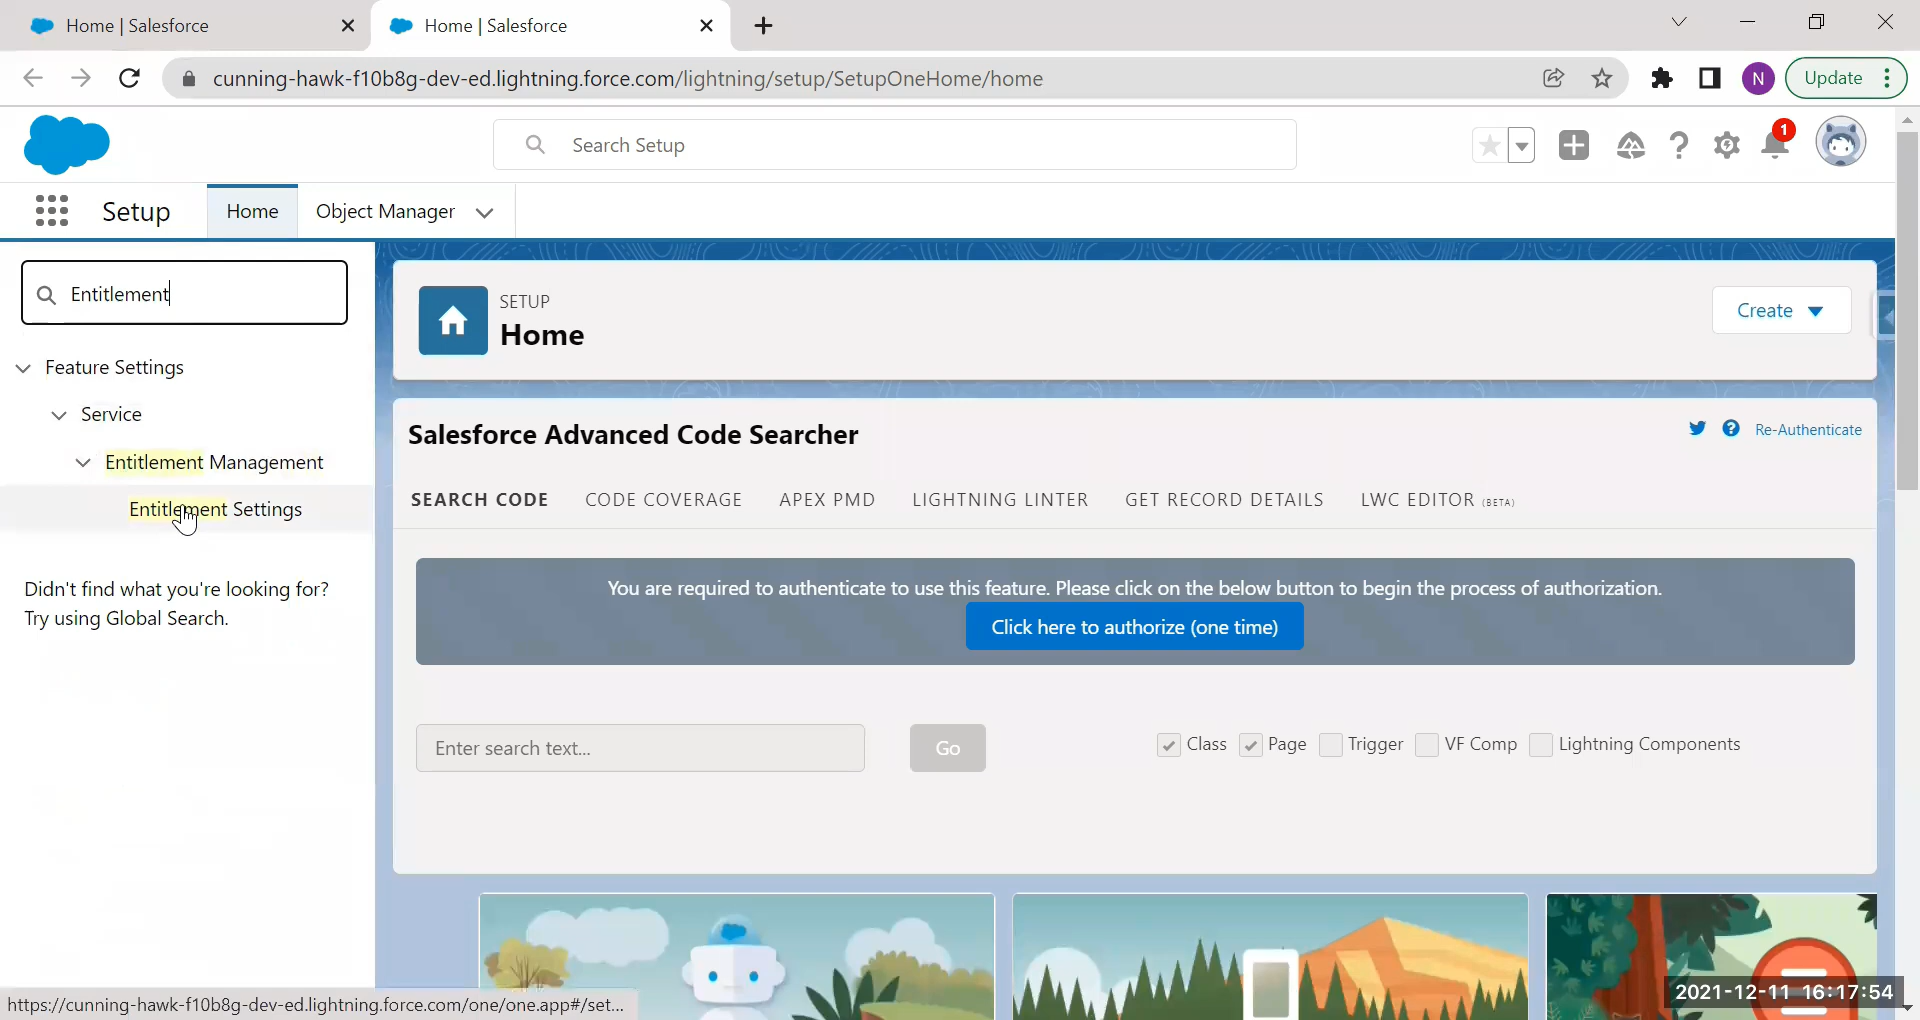 Home | Salesforce
Home | Salesforce
cunning-hawk-f10b8g-dev-ed.lightning.force.com/lightning/setup/SetupOneHome/home
N
Update
Search Setup
1
Setup
Home
Object Manager
Entitlement
Feature Settings
Service
Entitlement Management
Entitlement Settings
Didn't find what you're looking for?
Try using Global Search.
SETUP
Home
Create
Salesforce Advanced Code Searcher
Re-Authenticate
SEARCH CODE
CODE COVERAGE
APEX PMD
LIGHTNING LINTER
GET RECORD DETAILS
LWC EDITOR (BETA)
You are required to authenticate to use this feature. Please click on the below button to begin the process of authorization.
Click here to authorize (one time)
Enter search text...
Go
Class
Page
Trigger
VF Comp
Lightning Components
https://cunning-hawk-f10b8g-dev-ed.lightning.force.com/one/one.app#/set...
2021-12-11 16:17:54